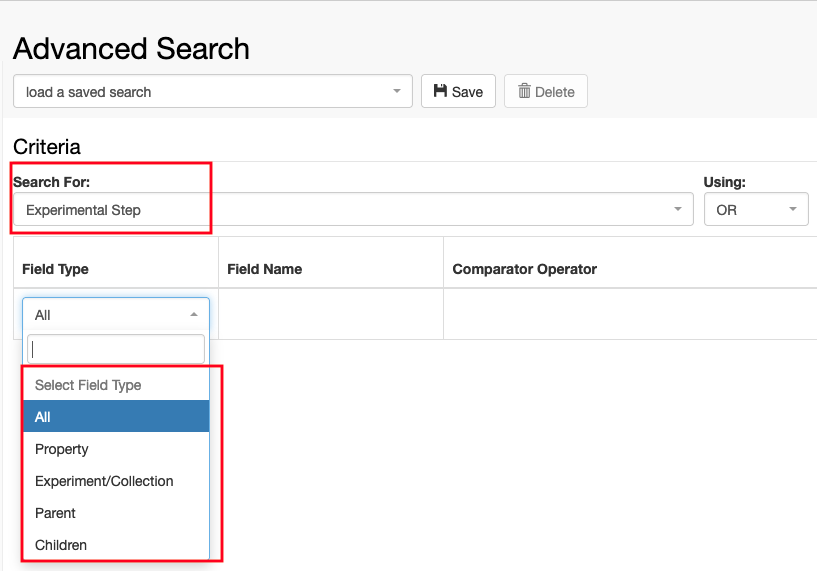 Advanced Search
load a saved search
Save
Delete
Criteria
Search For:
Using:
Experimental Step
OR
Field Type
Field Name
Comparator Operator
All
Select Field Type
All
Property
Experiment/Collection
Parent
Children